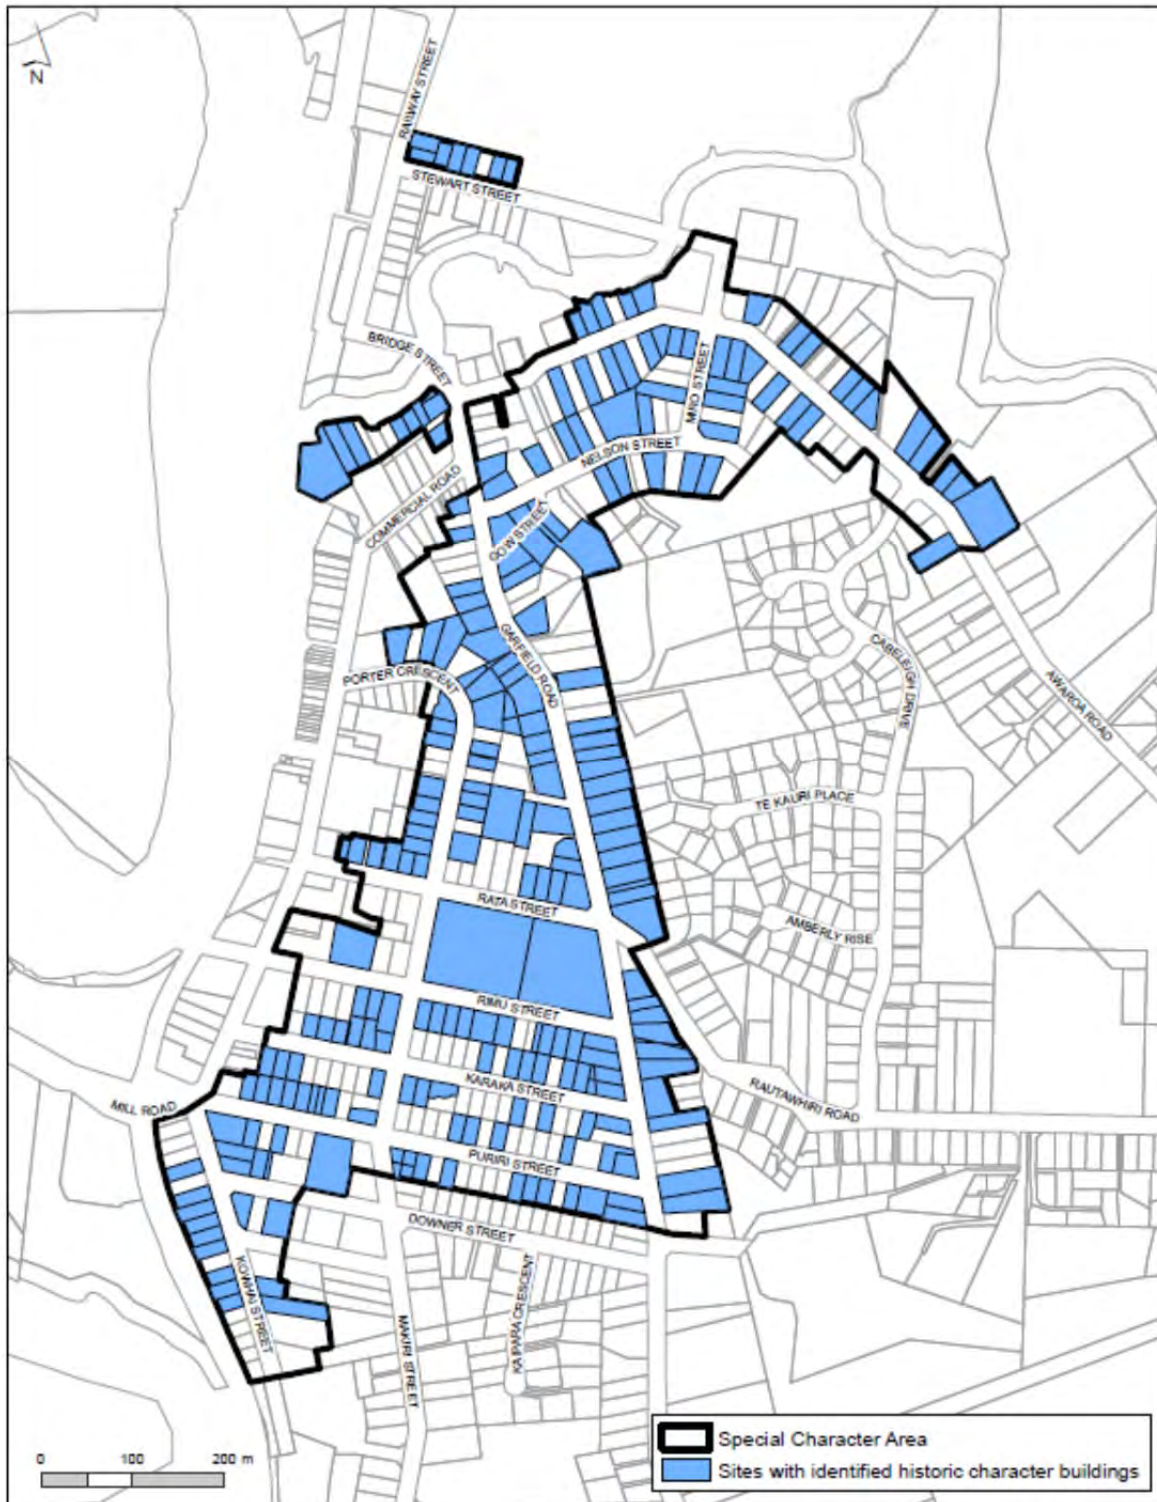 N
RAILWAY STREET
STEWART STREET
BRIDGE STREET
MIRO STREET
NELSON STREET
COMMERCIAL ROAD
GOW STREET
GARFIELD ROAD
CABELEIGH DRIVE
PORTER CRESCENT
AWAROA ROAD
TE KAURI PLACE
RATA STREET
AMBERLY RISE
RIMU STREET
KARAKA STREET
RAUTAWHIRI ROAD
MILL ROAD
PURIRI STREET
DOWNER STREET
KOWHAI STREET
KAIPARA CRESCENT
MAKIRI STREET
Special Character Area
0 100 200 m
Sites with identified historic character buildings